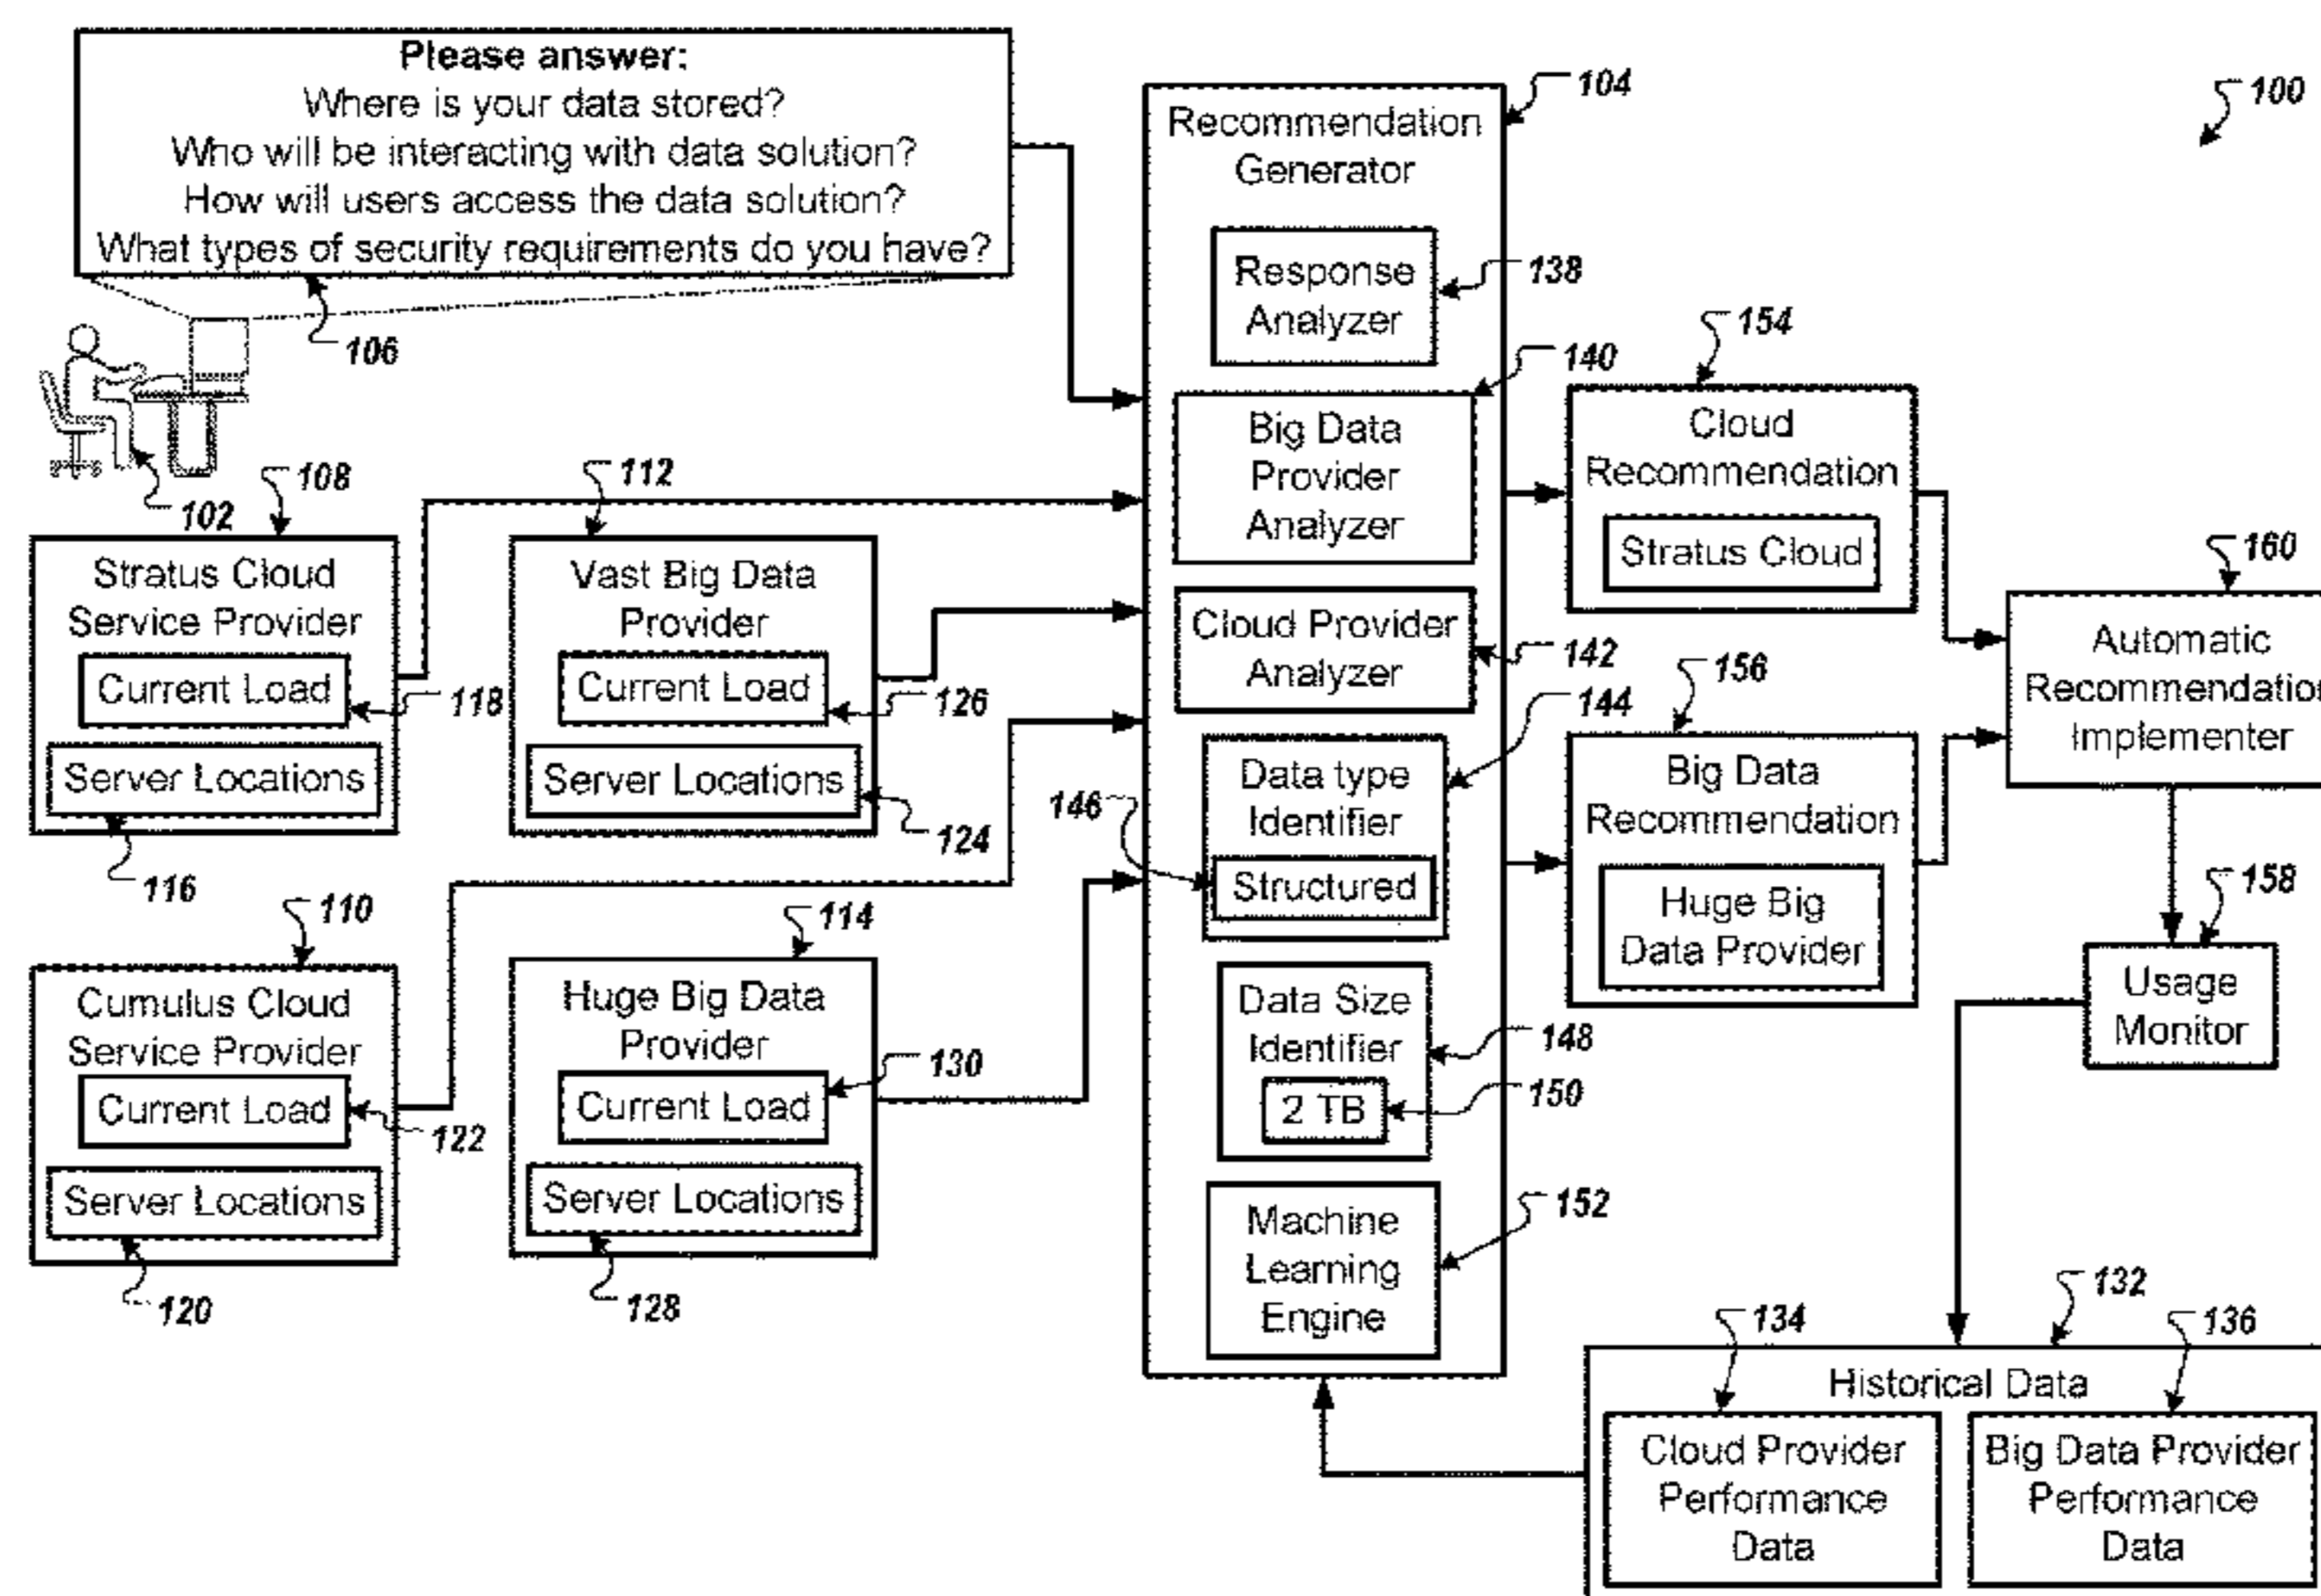 Please answer:
Where is your data stored?
Who will be interacting with data solution?
How will users access the data solution?
What types of security requirements do you have?
106
102
100
104
Recommendation
Generator
Response
Analyzer
138
140
Big Data
Provider
Analyzer
Cloud Provider
Analyzer
142
144
Data type
Identifier
146
Structured
Data Size
Identifier
148
2 TB
150
Machine
Learning
Engine
152
108
Stratus Cloud
Service Provider
Current Load
118
Server Locations
116
112
Vast Big Data
Provider
Current Load
126
Server Locations
124
110
Cumulus Cloud
Service Provider
Current Load
122
Server Locations
120
114
Huge Big Data
Provider
Current Load
130
Server Locations
128
154
Cloud
Recommendation
Stratus Cloud
156
Big Data
Recommendation
Huge Big
Data Provider
160
Automatic
Recommendation
Implementer
158
Usage
Monitor
132
Historical Data
134
Cloud Provider
Performance
Data
136
Big Data Provider
Performance
Data